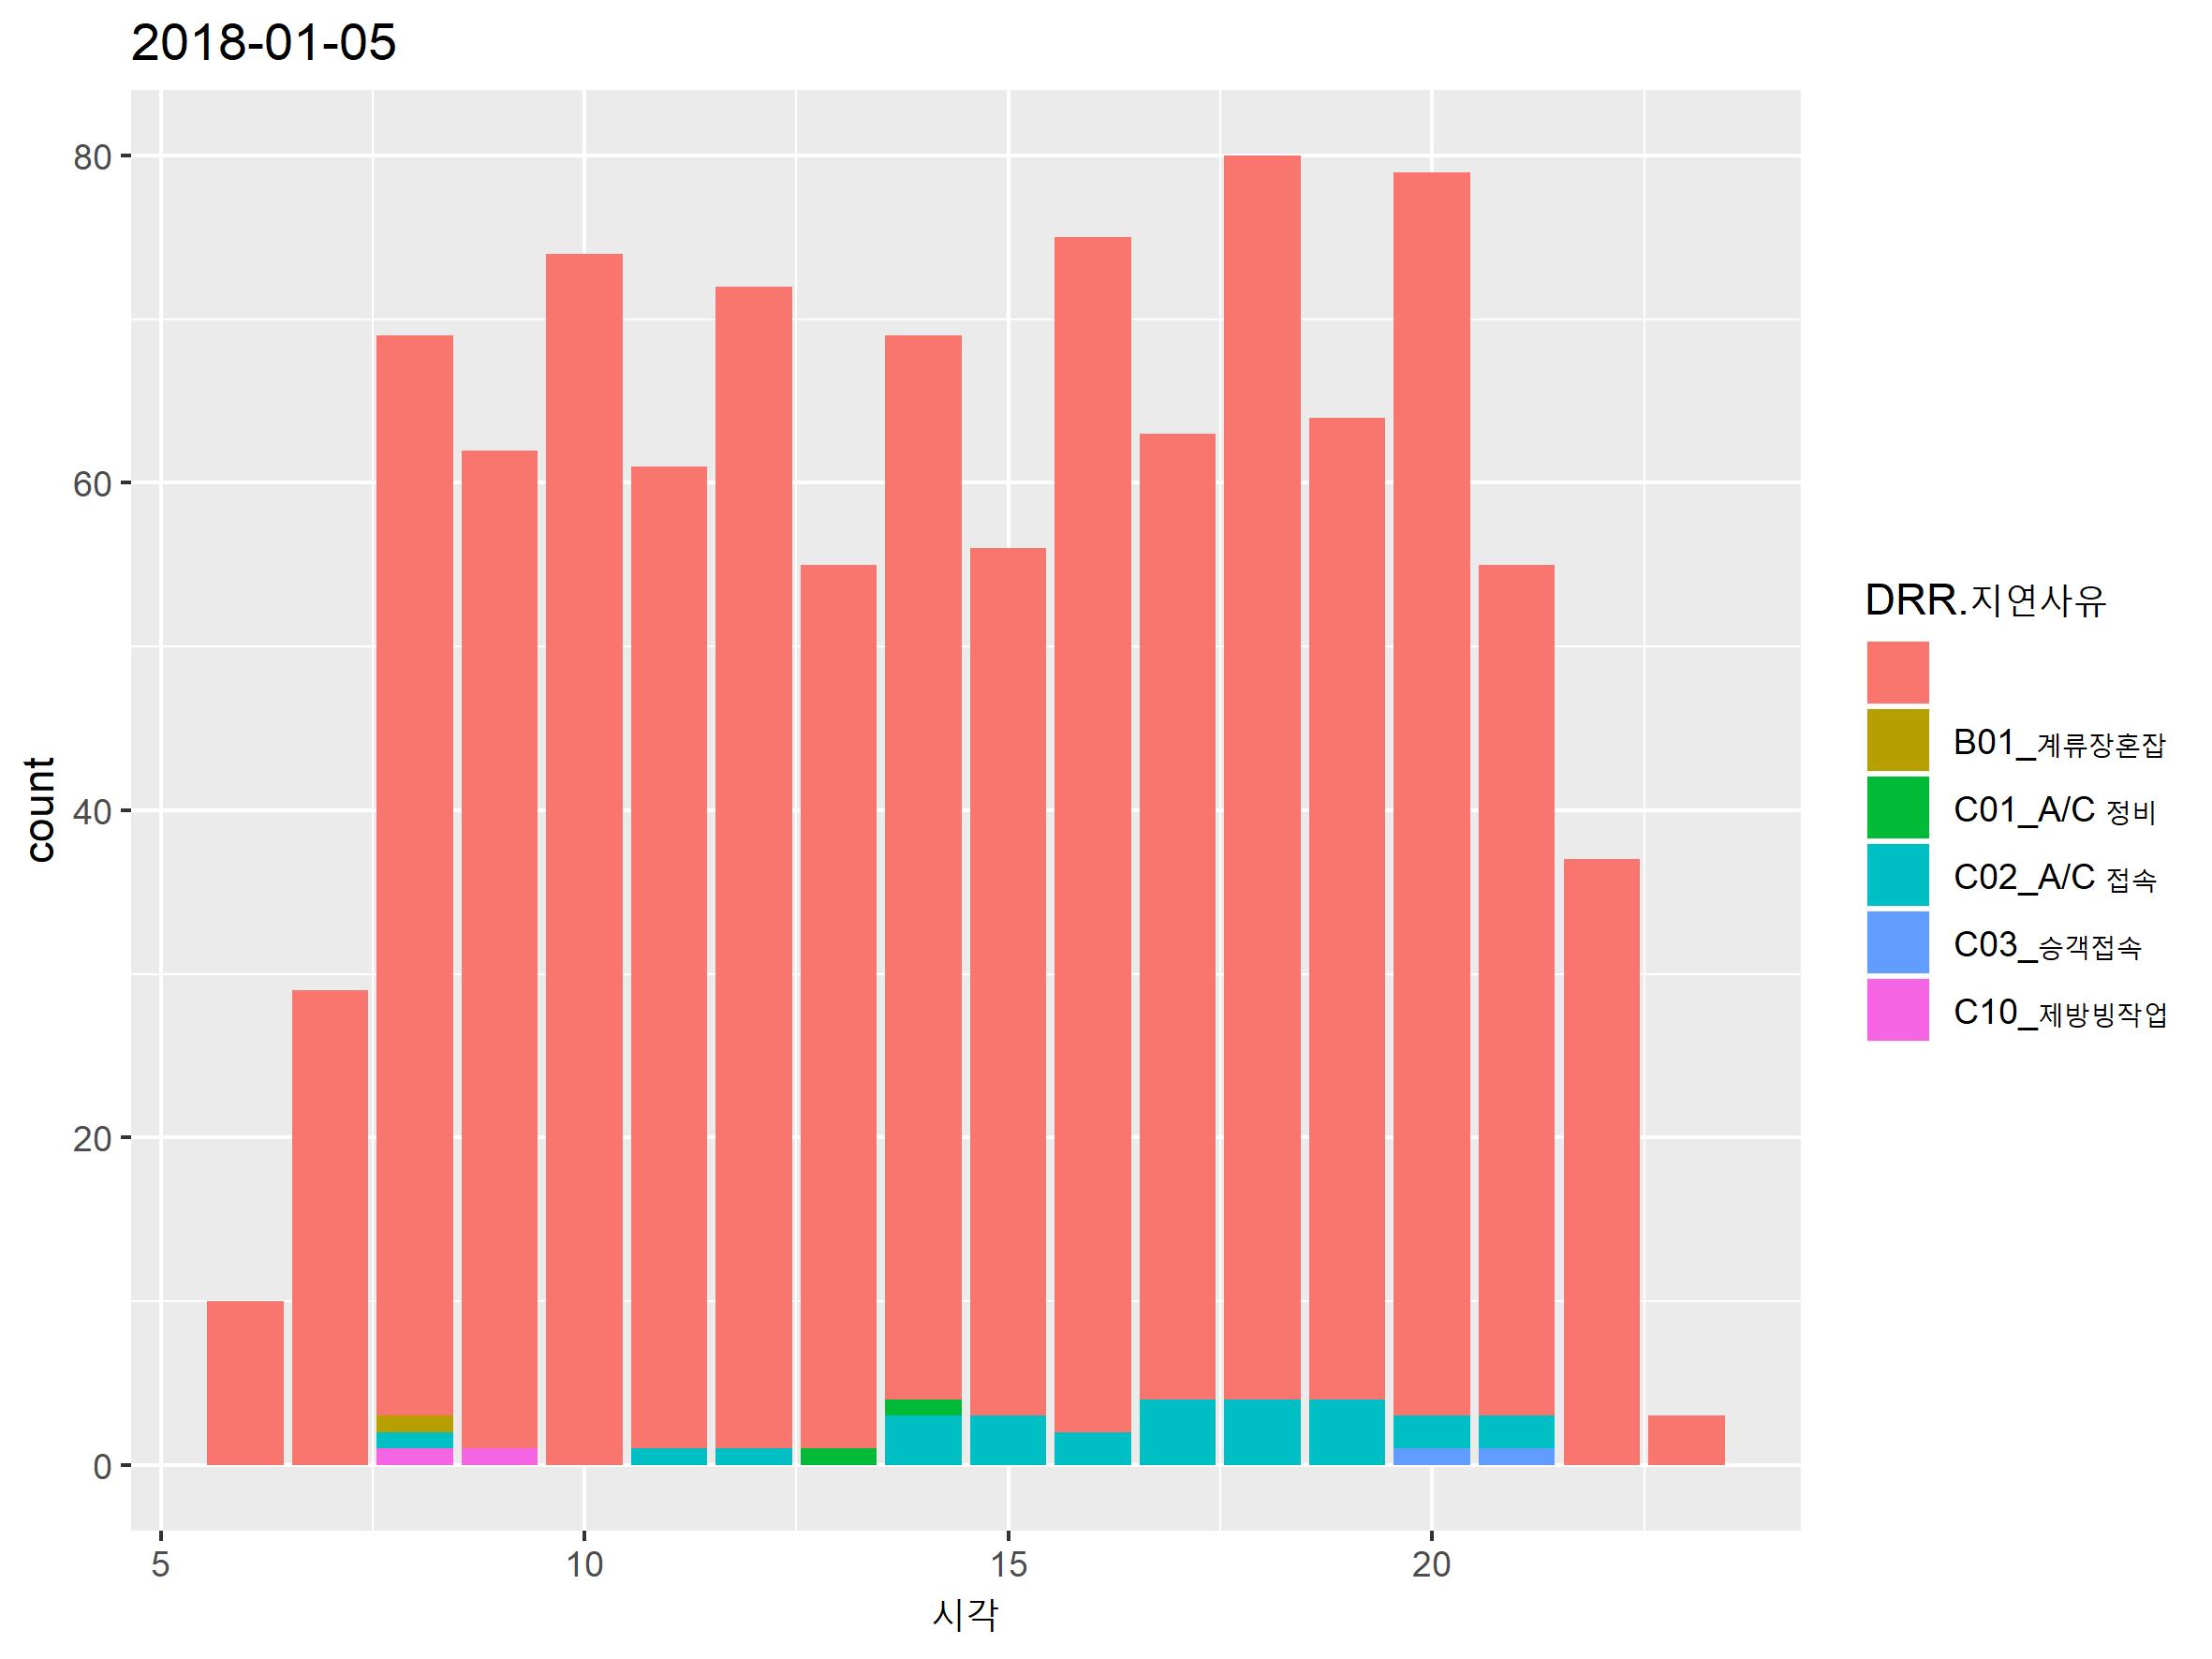 2018-01-05
80
60
40
20
0
count
5 10 15 20
시각
DRR.지연사유
B01_계류장혼잡
C01_A/C 정비
C02_A/C 접속
C03_승객접속
C10_제방빙작업